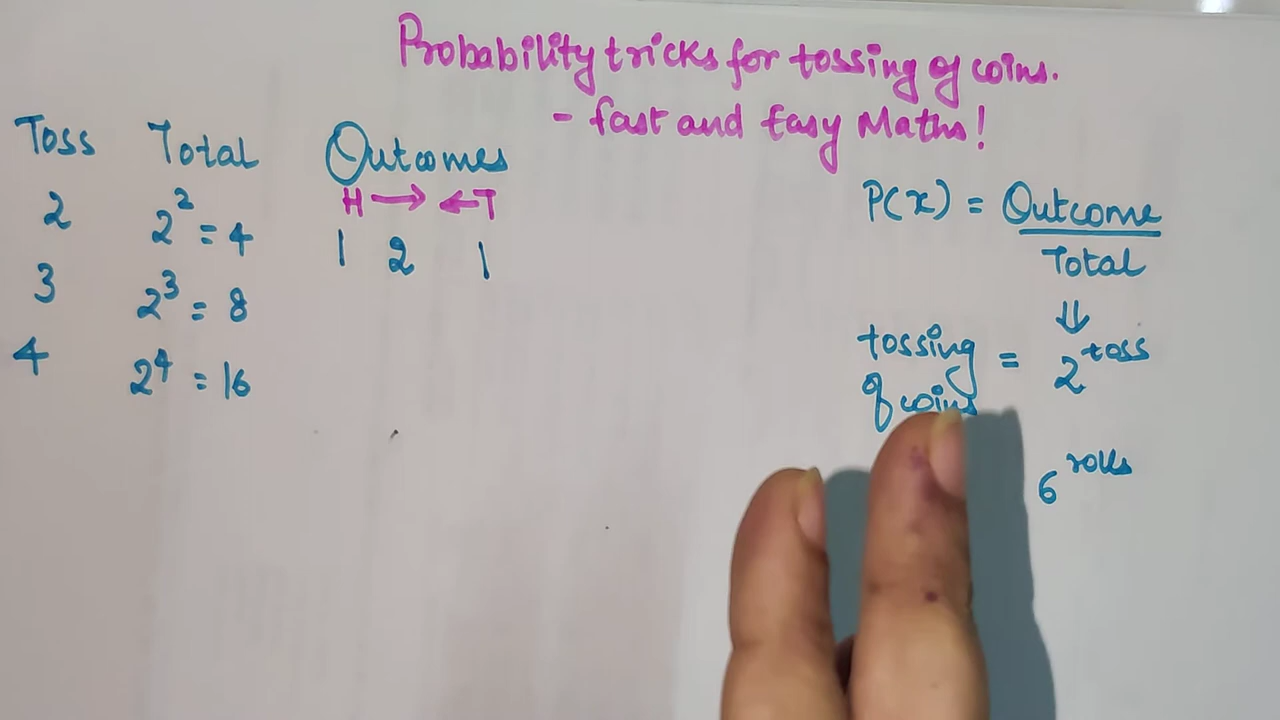 Probability tricks for tossing of coins.
- fast and Easy Maths!
Toss Total Outcomes
H → ← T
2 2² = 4 1 2 1
3 2³ = 8
4 2⁴ = 16
P(x) = Outcome
Total
⇓
tossing of coins = 2^toss
6^rolls